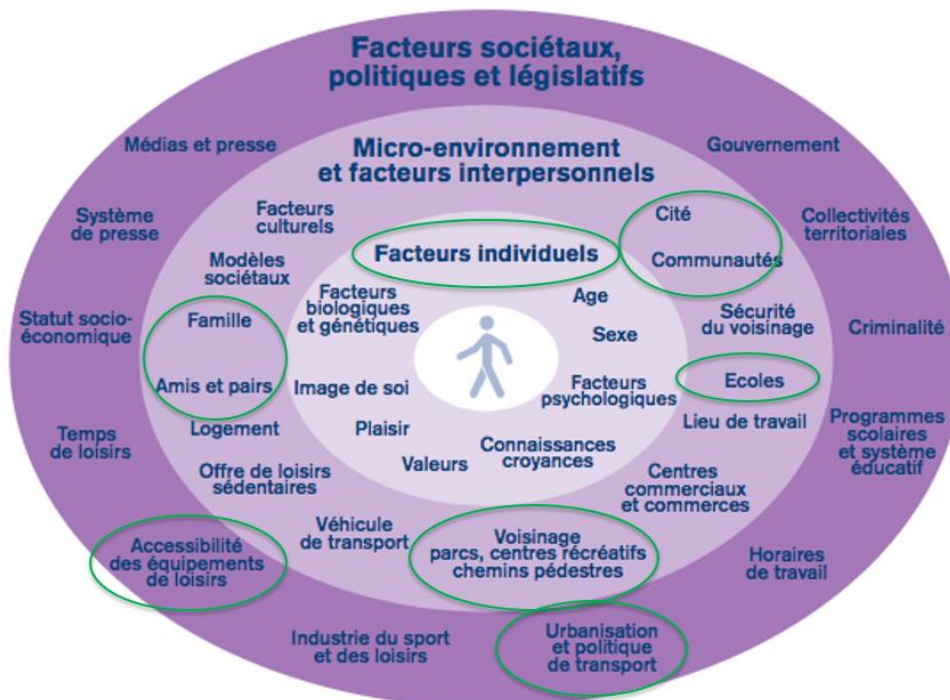 Facteurs sociétaux,
politiques et législatifs
Médias et presse
Gouvernement
Micro-environnement
et facteurs interpersonnels
Système
de presse
Facteurs
culturels
Cité
Collectivités
territoriales
Facteurs individuels
Communautés
Modèles
sociétaux
Facteurs
biologiques
et génétiques
Age
Statut socio-
économique
Famille
Sexe
Sécurité
du voisinage
Criminalité
Amis et pairs
Image de soi
Facteurs
psychologiques
Ecoles
Temps
de loisirs
Logement
Plaisir
Lieu de travail
Programmes
scolaires
et système
éducatif
Offre de loisirs
sédentaires
Valeurs
Connaissances
croyances
Centres
commerciaux
et commerces
Accessibilité
des équipements
de loisirs
Véhicule
de transport
Voisinage
parcs, centres récréatifs
chemins pédestres
Horaires
de travail
Industrie du sport
et des loisirs
Urbanisation
et politique
de transport